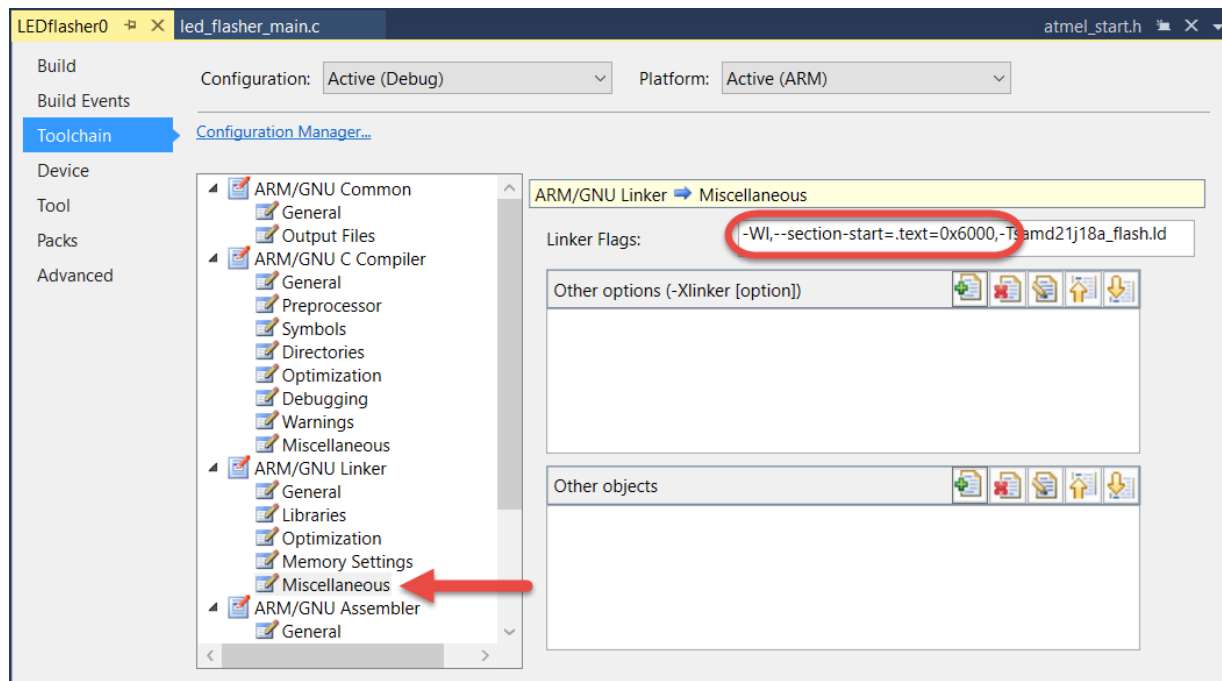 LEDflasher0 led_flasher_main.c atmel_start.h
Build
Build Events
Toolchain
Device
Tool
Packs
Advanced
Configuration: Active (Debug) Platform: Active (ARM)
Configuration Manager...
ARM/GNU Common
General
Output Files
ARM/GNU C Compiler
General
Preprocessor
Symbols
Directories
Optimization
Debugging
Warnings
Miscellaneous
ARM/GNU Linker
General
Libraries
Optimization
Memory Settings
Miscellaneous
ARM/GNU Assembler
General
ARM/GNU Linker Miscellaneous
Linker Flags: -Wl,--section-start=.text=0x6000,-Tsamd21j18a_flash.ld
Other options (-Xlinker [option])
Other objects